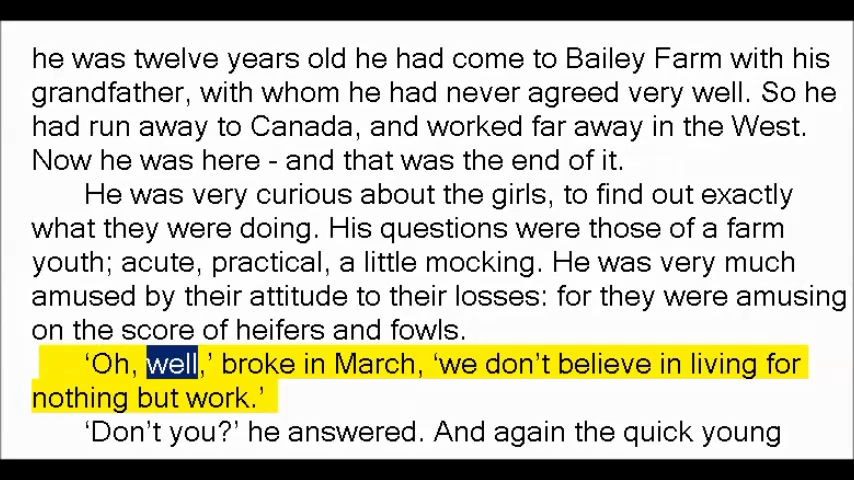 he was twelve years old he had come to Bailey Farm with his
grandfather, with whom he had never agreed very well. So he
had run away to Canada, and worked far away in the West.
Now he was here - and that was the end of it.
He was very curious about the girls, to find out exactly
what they were doing. His questions were those of a farm
youth; acute, practical, a little mocking. He was very much
amused by their attitude to their losses: for they were amusing
on the score of heifers and fowls.
‘Oh, well,’ broke in March, ‘we don’t believe in living for
nothing but work.’
‘Don’t you?’ he answered. And again the quick young